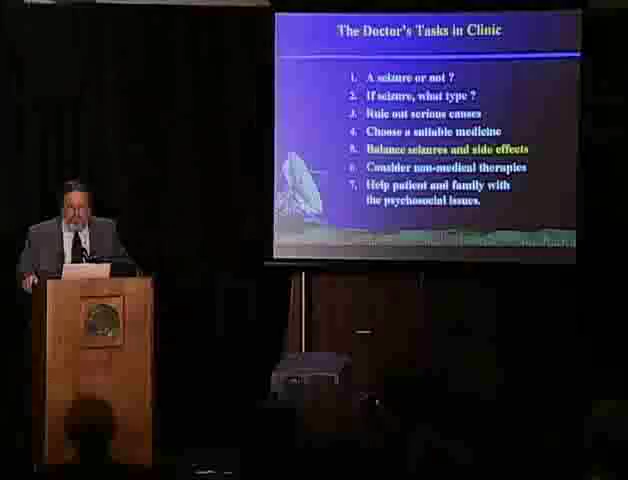 The Doctor's Tasks in Clinic
1. A seizure or not ?
2. If seizure, what type ?
3. Rule out serious causes
4. Choose a suitable medicine
5. Balance seizures and side effects
6. Consider non-medical therapies
7. Help patient and family with
the psychosocial issues.